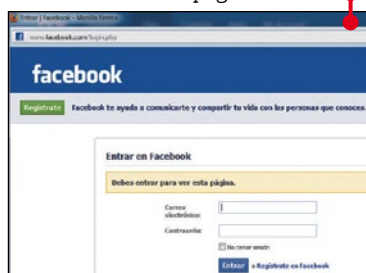 Entrar | Facebook - Mozilla Firefox
www.facebook.com/login.php
facebook
Regístrate Facebook te ayuda a comunicarte y compartir tu vida con las personas que conoces.
Entrar en Facebook
Debes entrar para ver esta página.
Correo electrónico:
Contraseña:
No cerrar sesión
Entrar o Regístrate en Facebook